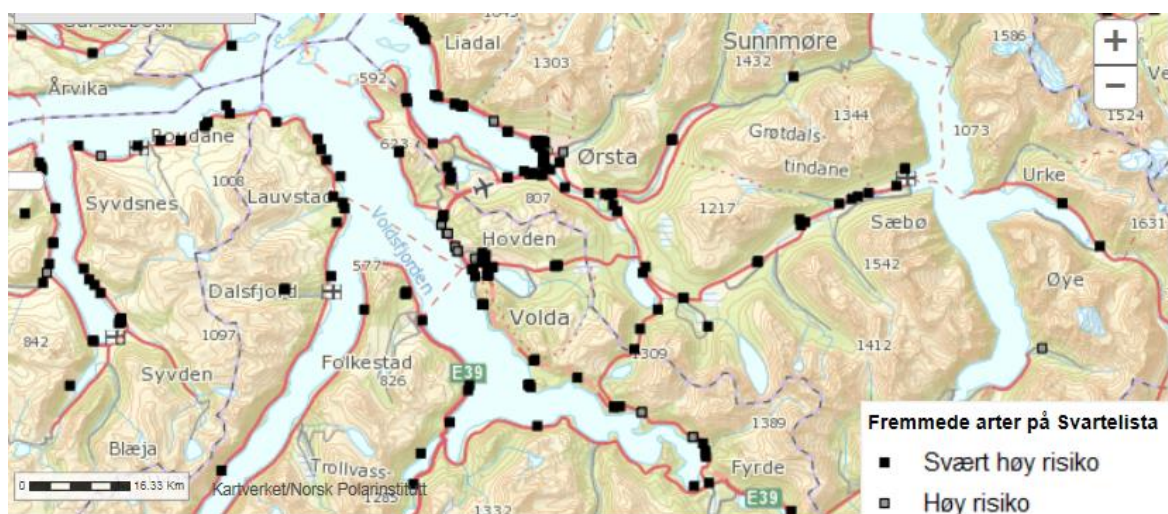 Liadal
1303
Sunnmøre
1432
1586
+
−
592
Årvika
1344
1524
Grøtdals-
tindane
1073
Rovdane
623
Ørsta
1008
Syvdsnes
Lauvstad
807
1217
Sæbø
Urke
1631
Voldsfjorden
Hovden
577
1542
Øye
Dalsfjord
Volda
842
1097
Folkestad
1309
1412
Syvden
E39
826
Blæja
1389
Fremmede arter på Svartelista
Svært høy risiko
Høy risiko
0 16.33 Km
Kartverket/Norsk Polarinstitutt
Trollvass-
1285
1332
Fyrde
E39